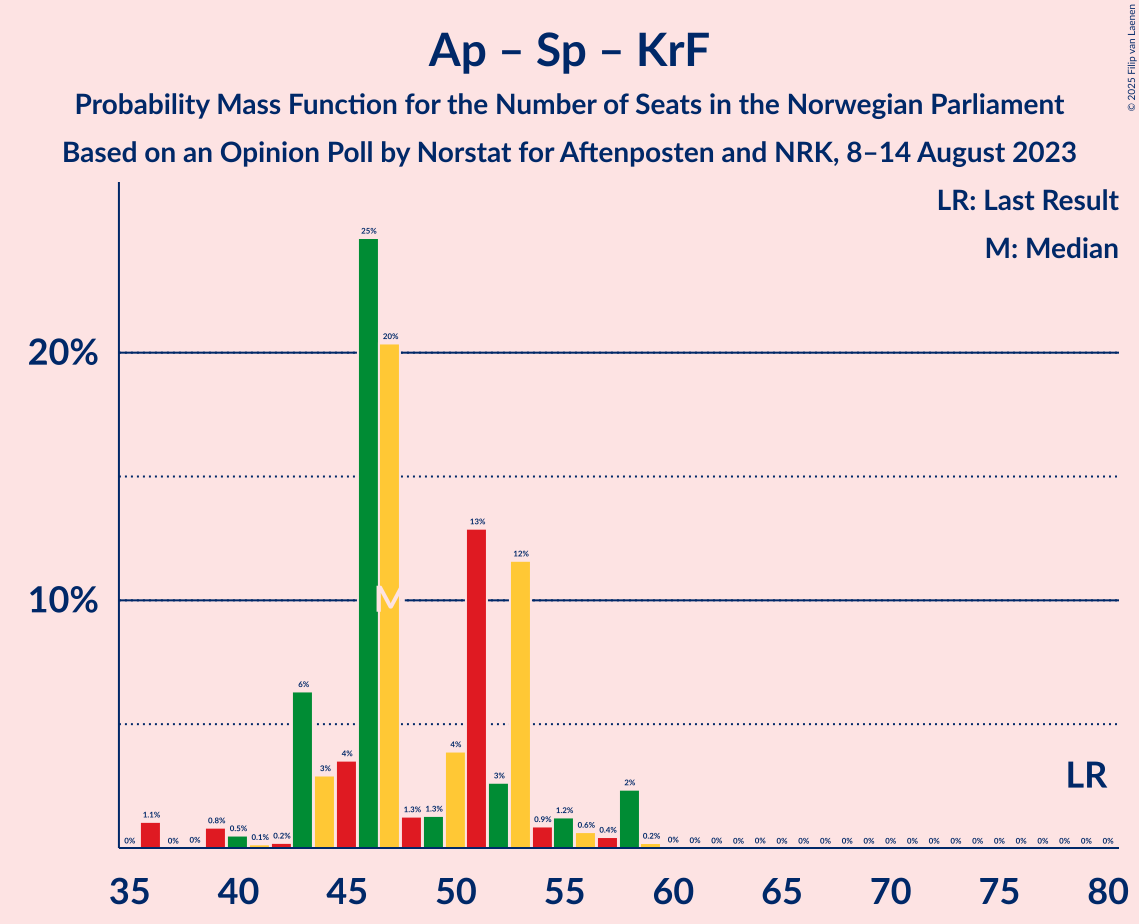 Ap – Sp – KrF
Probability Mass Function for the Number of Seats in the Norwegian Parliament
Based on an Opinion Poll by Norstat for Aftenposten and NRK, 8–14 August 2023
© 2025 Filip van Laenen
LR: Last Result
M: Median
20%
10%
0% 1.1% 0% 0% 0.8% 0.5% 0.1% 0.2% 6% 3% 4% 25% 20% 1.3% 1.3% 4% 13% 3% 12% 0.9% 1.2% 0.6% 0.4% 2% 0.2% 0% 0% 0% 0% 0% 0% 0% 0% 0% 0% 0% 0% 0% 0% 0% 0% 0% 0% 0% 0% 0%
M
LR
35 40 45 50 55 60 65 70 75 80